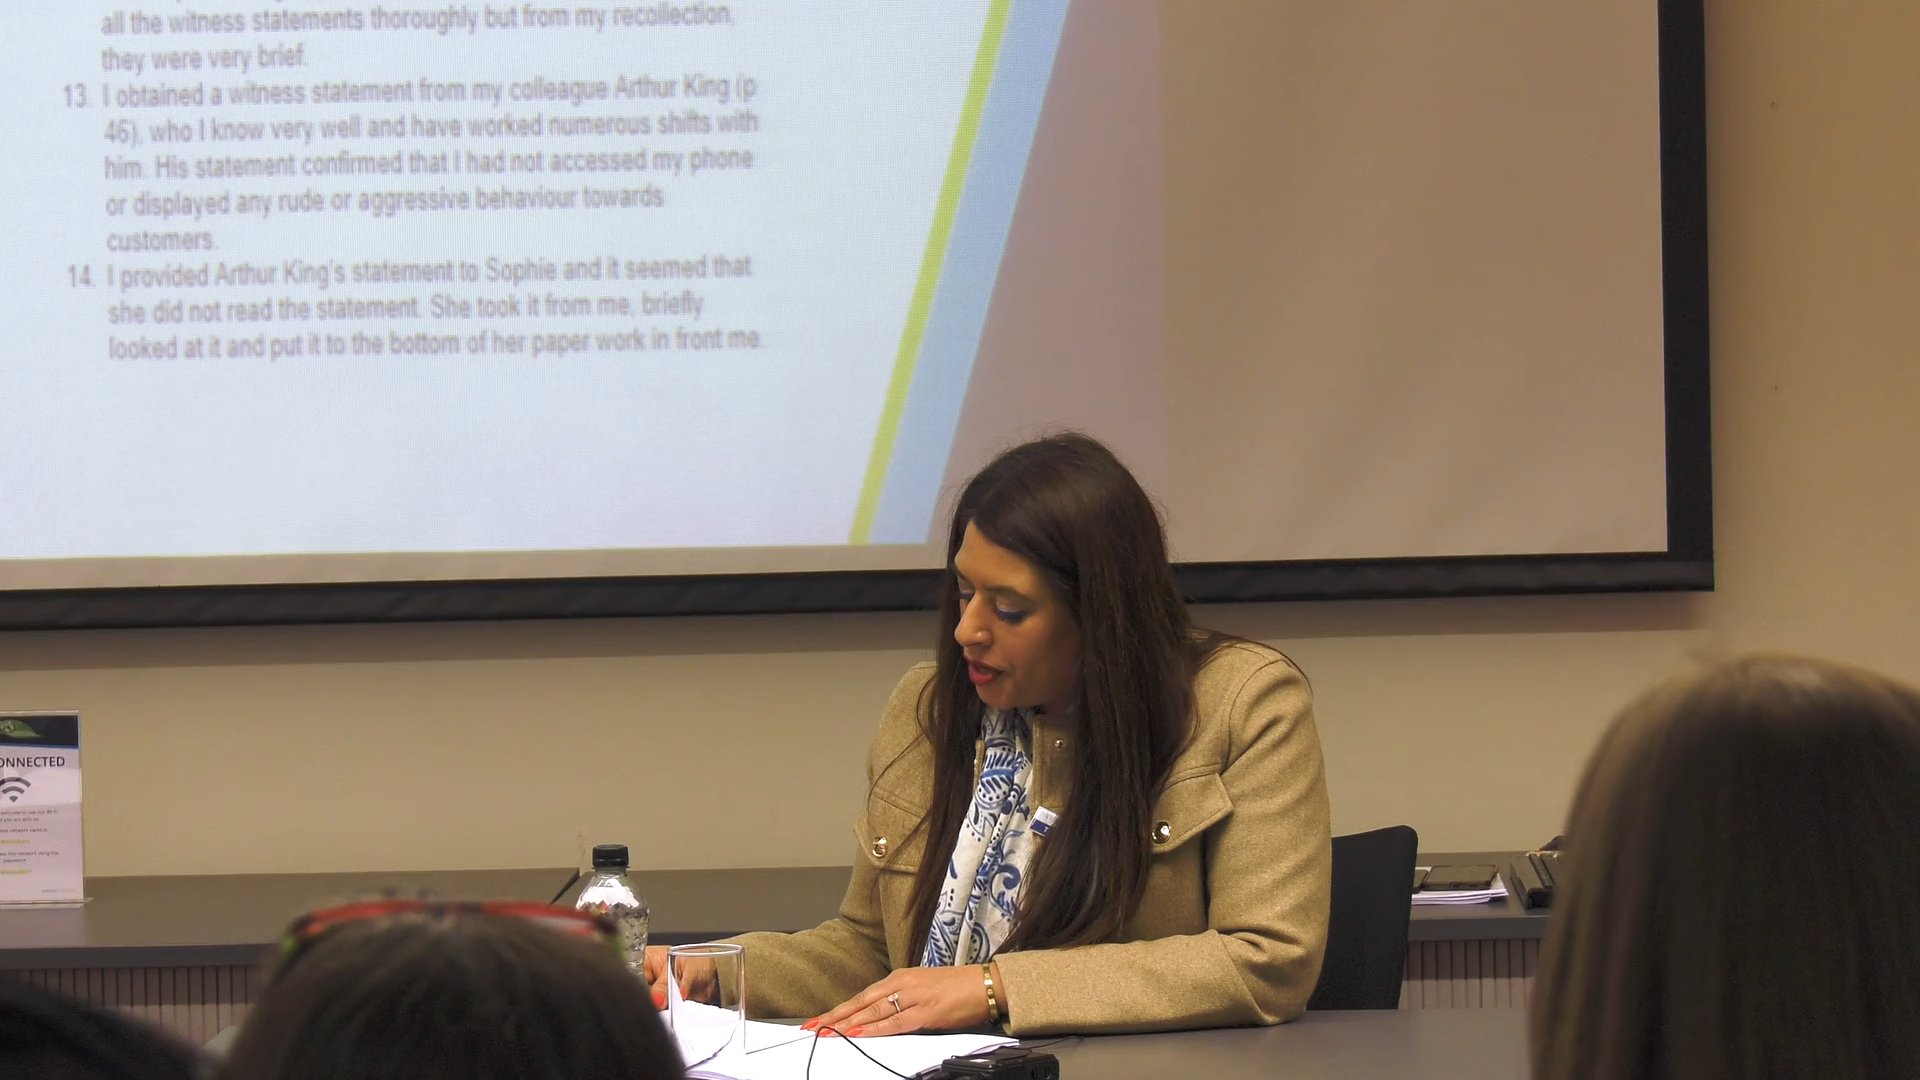 all the witness statements thoroughly but from my recollection,
they were very brief.
13. I obtained a witness statement from my colleague Arthur King (p
46), who I know very well and have worked numerous shifts with
him. His statement confirmed that I had not accessed my phone
or displayed any rude or aggressive behaviour towards
customers.
14. I provided Arthur King's statement to Sophie and it seemed that
she did not read the statement. She took it from me, briefly
looked at it and put it to the bottom of her paper work in front me.
ONNECTED